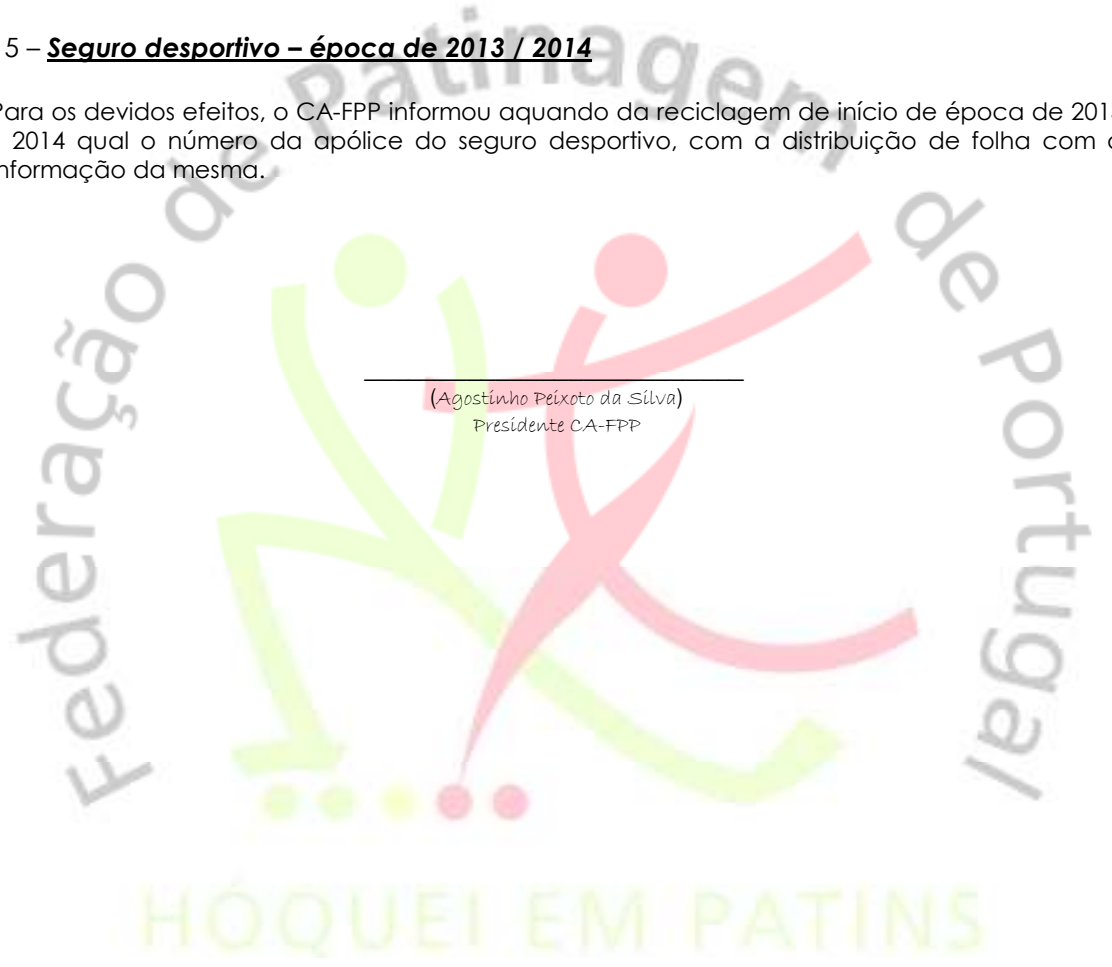 5 – Seguro desportivo – época de 2013 / 2014
Para os devidos efeitos, o CA-FPP informou aquando da reciclagem de início de época de 2013
2014 qual o número da apólice do seguro desportivo, com a distribuição de folha com a
informação da mesma.
(Agostinho Peixoto da Silva)
Presidente CA-FPP
Federação de Patinagem de Portugal
HÓQUEI EM PATINS